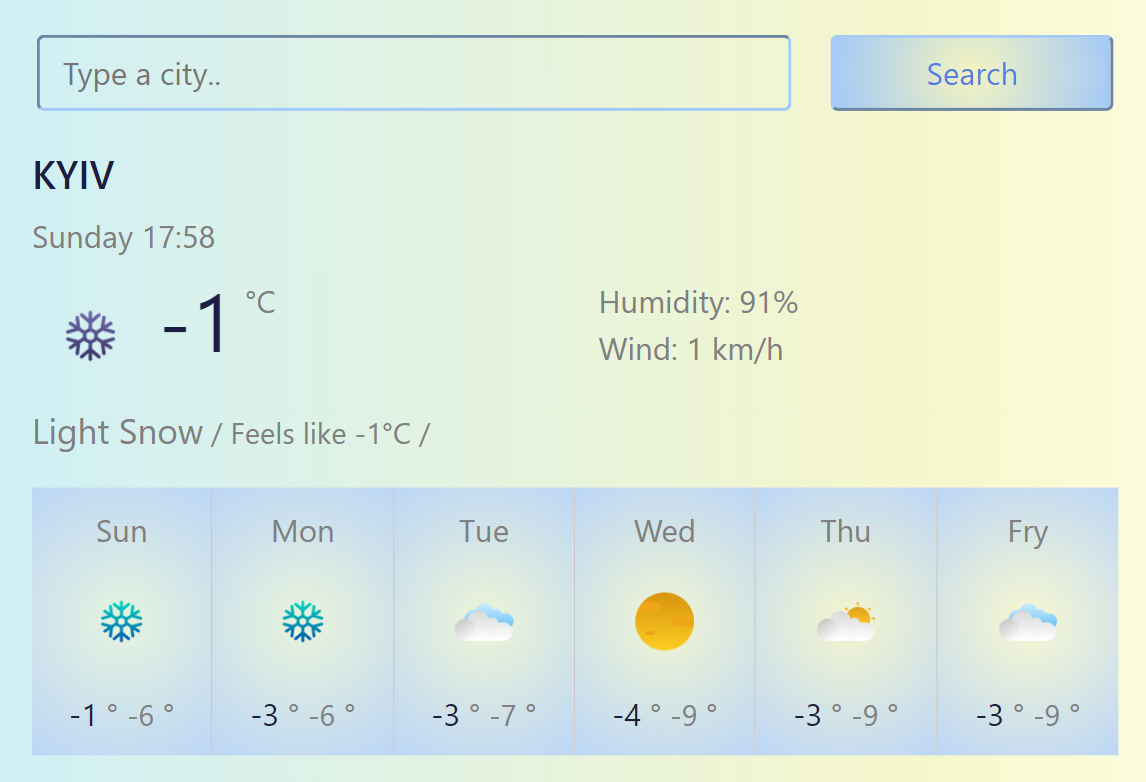 Type a city..
Search
KYIV
Sunday 17:58
-1 °C
Humidity: 91%
Wind: 1 km/h
Light Snow / Feels like -1°C /
Sun Mon Tue Wed Thu Fry
-1 ° -6 ° -3 ° -6 ° -3 ° -7 ° -4 ° -9 ° -3 ° -9 ° -3 ° -9 °